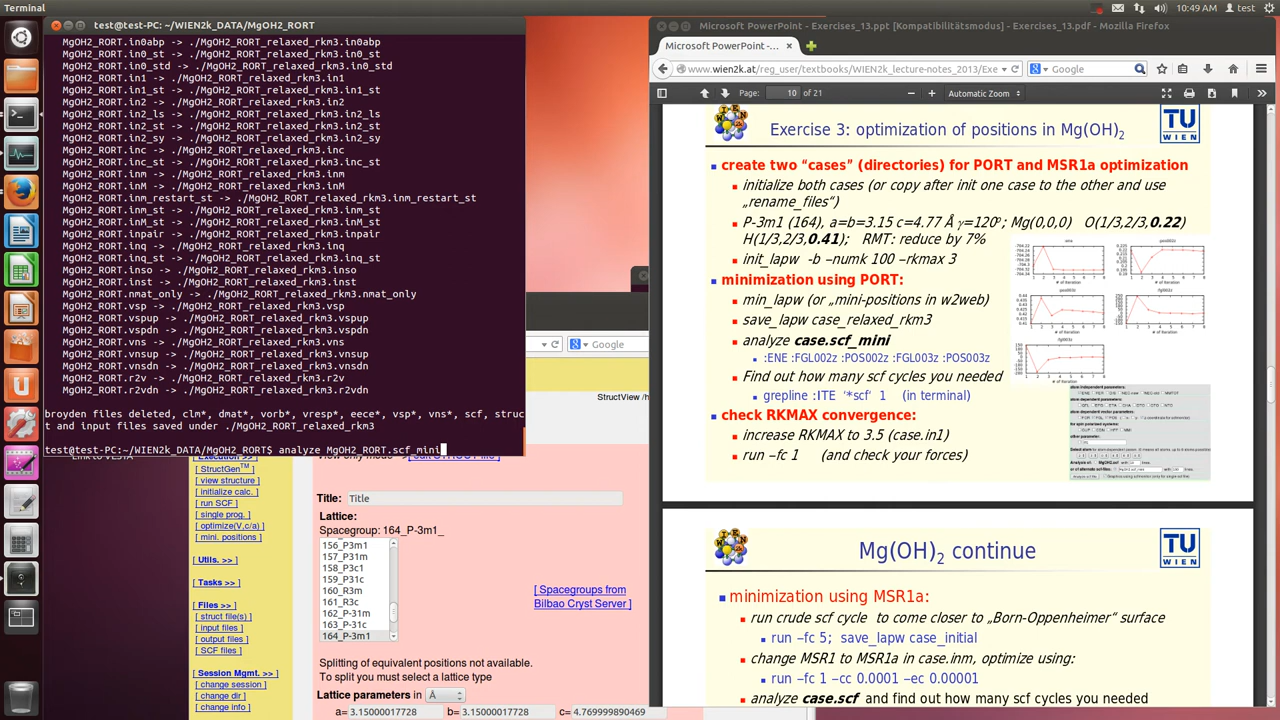 Terminal
10:49 AM
test
test@test-PC: ~/WIEN2k_DATA/MgOH2_RORT
MgOH2_RORT.in0abp -> ./MgOH2_RORT_relaxed_rkm3.in0abp
MgOH2_RORT.in0_st -> ./MgOH2_RORT_relaxed_rkm3.in0_st
MgOH2_RORT.in0_std -> ./MgOH2_RORT_relaxed_rkm3.in0_std
MgOH2_RORT.in1 -> ./MgOH2_RORT_relaxed_rkm3.in1
MgOH2_RORT.in1_st -> ./MgOH2_RORT_relaxed_rkm3.in1_st
MgOH2_RORT.in2 -> ./MgOH2_RORT_relaxed_rkm3.in2
MgOH2_RORT.in2_ls -> ./MgOH2_RORT_relaxed_rkm3.in2_ls
MgOH2_RORT.in2_st -> ./MgOH2_RORT_relaxed_rkm3.in2_st
MgOH2_RORT.in2_sy -> ./MgOH2_RORT_relaxed_rkm3.in2_sy
MgOH2_RORT.inc -> ./MgOH2_RORT_relaxed_rkm3.inc
MgOH2_RORT.inc_st -> ./MgOH2_RORT_relaxed_rkm3.inc_st
MgOH2_RORT.inm -> ./MgOH2_RORT_relaxed_rkm3.inm
MgOH2_RORT.inM -> ./MgOH2_RORT_relaxed_rkm3.inM
MgOH2_RORT.inm_restart_st -> ./MgOH2_RORT_relaxed_rkm3.inm_restart_st
MgOH2_RORT.inm_st -> ./MgOH2_RORT_relaxed_rkm3.inm_st
MgOH2_RORT.inpair -> ./MgOH2_RORT_relaxed_rkm3.inpair
MgOH2_RORT.inq -> ./MgOH2_RORT_relaxed_rkm3.inq
MgOH2_RORT.inq_st -> ./MgOH2_RORT_relaxed_rkm3.inq_st
MgOH2_RORT.inso -> ./MgOH2_RORT_relaxed_rkm3.inso
MgOH2_RORT.inst -> ./MgOH2_RORT_relaxed_rkm3.inst
MgOH2_RORT.mat_only -> ./MgOH2_RORT_relaxed_rkm3.mat_only
MgOH2_RORT.vsp -> ./MgOH2_RORT_relaxed_rkm3.vsp
MgOH2_RORT.vspup -> ./MgOH2_RORT_relaxed_rkm3.vspup
MgOH2_RORT.vspdn -> ./MgOH2_RORT_relaxed_rkm3.vspdn
MgOH2_RORT.vns -> ./MgOH2_RORT_relaxed_rkm3.vns
MgOH2_RORT.vnsup -> ./MgOH2_RORT_relaxed_rkm3.vnsup
MgOH2_RORT.vnsdn -> ./MgOH2_RORT_relaxed_rkm3.vnsdn
MgOH2_RORT.r2v -> ./MgOH2_RORT_relaxed_rkm3.r2v
MgOH2_RORT.r2vdn -> ./MgOH2_RORT_relaxed_rkm3.r2vdn
broyden files deleted, clm*, dmat*, vorb*, vrespva, eece*, vsp*, vns*, scf, struc
t and input files saved under ./MgOH2_RORT_relaxed_rkm3
test@test-PC:~/WIEN2k_DATA/MgOH2_RORT$ analyze MgOH2_RORT.scf_mini
Google
StructView /h
[ StructGen™ ]
[ view structure ]
[ initialize calc. ]
[ run SCF ]
[ single prog. ]
[ optimize(V,c/a) ]
[ mini. positions ]
[ Utils. >> ]
[ Tasks >> ]
[ Files >> ]
[ struct file(s) ]
[ input files ]
[ output files ]
[ SCF files ]
[ Session Mgmt. >> ]
[ change session ]
[ change dir ]
[ change info ]
Title: Title
Lattice:
Spacegroup: 164_P-3m1_
156_P3m1
157_P31m
158_P3c1
159_P31c
160_R3m
161_R3c
162_P-31m
163_P-31c
164_P-3m1
[ Spacegroups from
Bilbao Cryst Server ]
Splitting of equivalent positions not available.
To split you must select a lattice type
Lattice parameters in Å
a= 3.15000017728 b= 3.15000017728 c= 4.769999890469
Microsoft PowerPoint - Exercises_13.ppt [Kompatibilitätsmodus] - Exercises_13.pdf - Mozilla Firefox
Microsoft PowerPoint -...
www.wien2k.at/reg_user/textbooks/WIEN2k_lecture-notes_2013/Exe
Google
Page: 10 of 21
Automatic Zoom
TU
WIEN
Exercise 3: optimization of positions in Mg(OH)2
create two “cases” (directories) for PORT and MSR1a optimization
initialize both cases (or copy after init one case to the other and use
„rename_files“)
P-3m1 (164), a=b=3.15 c=4.77 Å γ=120°; Mg(0,0,0) O(1/3,2/3,0.22)
H(1/3,2/3,0.41); RMT: reduce by 7%
init_lapw -b –numk 100 –rkmax 3
minimization using PORT:
min_lapw (or „mini-positions in w2web)
save_lapw case_relaxed_rkm3
analyze case.scf_mini
:ENE :FGL002z :POS002z :FGL003z :POS003z
Find out how many scf cycles you needed
grepline :ITE '*scf' 1 (in terminal)
check RKMAX convergence:
increase RKMAX to 3.5 (case.in1)
run –fc 1 (and check your forces)
TU
WIEN
Mg(OH)2 continue
minimization using MSR1a:
run crude scf cycle to come closer to „Born-Oppenheimer“ surface
run –fc 5; save_lapw case_initial
change MSR1 to MSR1a in case.inm, optimize using:
run –fc 1 –cc 0.0001 –ec 0.00001
analyze case.scf and find out how many scf cycles you needed